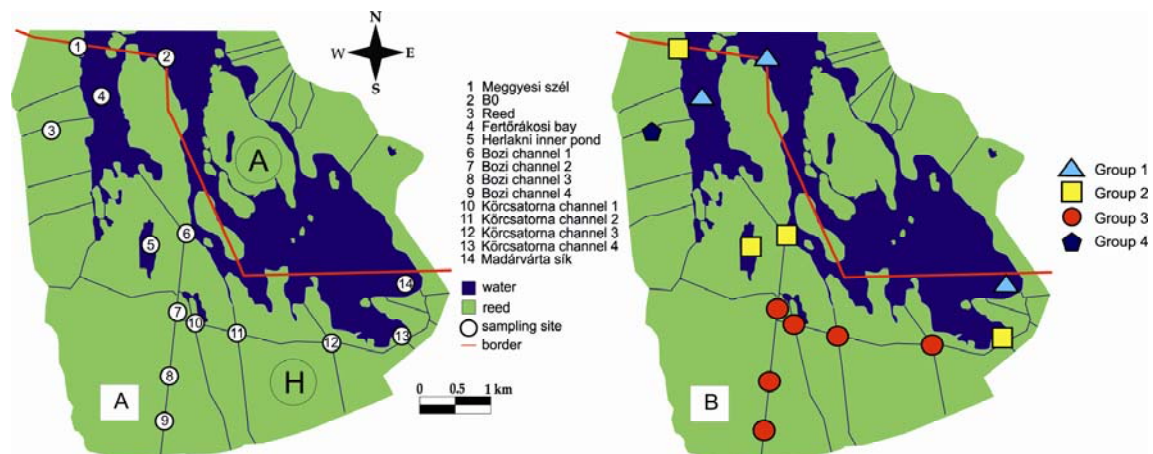 N
W
E
S
1
2
3
4
5
6
7
8
9
10
11
12
13
14
A
H
A
1 Meggyesi szél
2 B0
3 Reed
4 Fertőrákosi bay
5 Herlakni inner pond
6 Bozi channel 1
7 Bozi channel 2
8 Bozi channel 3
9 Bozi channel 4
10 Körcsatorna channel 1
11 Körcsatorna channel 2
12 Körcsatorna channel 3
13 Körcsatorna channel 4
14 Madárvárta sík
water
reed
sampling site
border
0 0.5 1 km
B
Group 1
Group 2
Group 3
Group 4